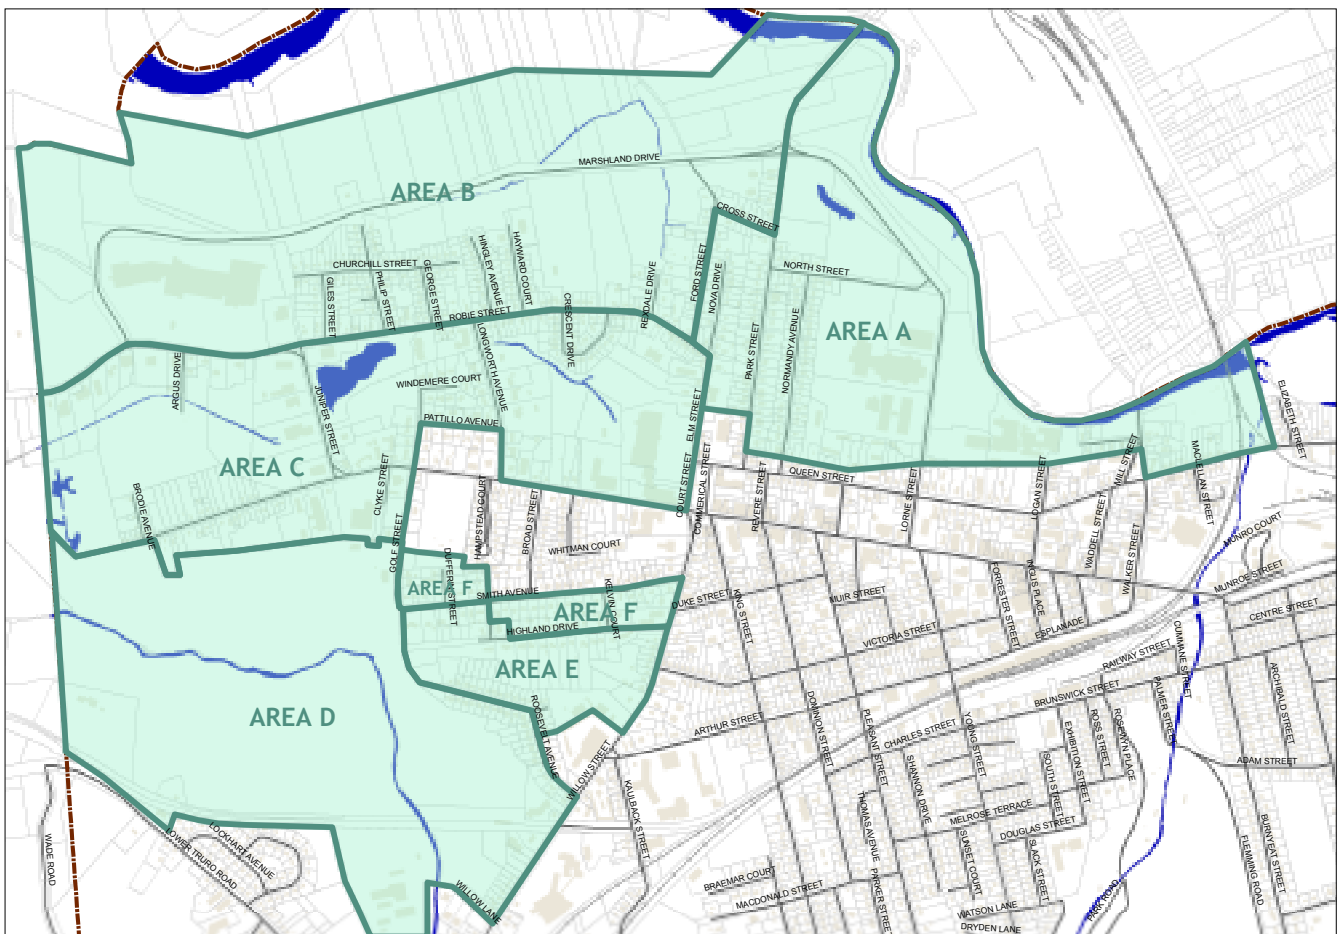 MARSHLAND DRIVE
AREA B
CROSS STREET
CHURCHILL STREET
GILES STREET
PHILIP STREET
GEORGE STREET
HINGLEY AVENUE
HAYWARD COURT
CRESCENT DRIVE
REXDALE DRIVE
FORD STREET
NOVA DRIVE
NORTH STREET
ROBIE STREET
PARK STREET
NORMANDY AVENUE
AREA A
ARGUS DRIVE
JUNIPER STREET
WINDEMERE COURT
LONGWORTH AVENUE
PATTILLO AVENUE
ELM STREET
ELIZABETH STREET
AREA C
BRODIE AVENUE
CLYKE STREET
GOLF STREET
HAMPSTEAD COURT
BROAD STREET
WHITMAN COURT
COURT STREET
COMMERICAL STREET
REVERE STREET
QUEEN STREET
LORNE STREET
LOGAN STREET
MILL STREET
MACLELLAN STREET
WADDELL STREET
WALKER STREET
MUNRO COURT
MUNROE STREET
AREA F
DUFFERIN STREET
SMITH AVENUE
KELVIN COURT
AREA F
HIGHLAND DRIVE
DUKE STREET
KING STREET
MUIR STREET
FORRESTER STREET
INGLIS PLACE
ESPLANADE
VICTORIA STREET
CENTRE STREET
CUMMANE STREET
RAILWAY STREET
AREA E
AREA D
ROOSEVELT AVENUE
WILLOW STREET
ARTHUR STREET
DOMINION STREET
PLEASANT STREET
CHARLES STREET
YOUNG STREET
BRUNSWICK STREET
PALMER STREET
ARCHIBALD STREET
EXHIBITION STREET
ROSS STREET
ROSEWYN PLACE
ADAM STREET
KAULBACK STREET
SHANNON DRIVE
SOUTH STREET
THOMAS AVENUE
MELROSE TERRACE
DOUGLAS STREET
SUNSET COURT
SLACK STREET
WADE ROAD
LOCKHART AVENUE
LOWER TRURO ROAD
WILLOW LANE
BRAEMAR COURT
MACDONALD STREET
PARKER STREET
WATSON LANE
DRYDEN LANE
PARK ROAD
FLEMMING ROAD
BURNYEAT STREET